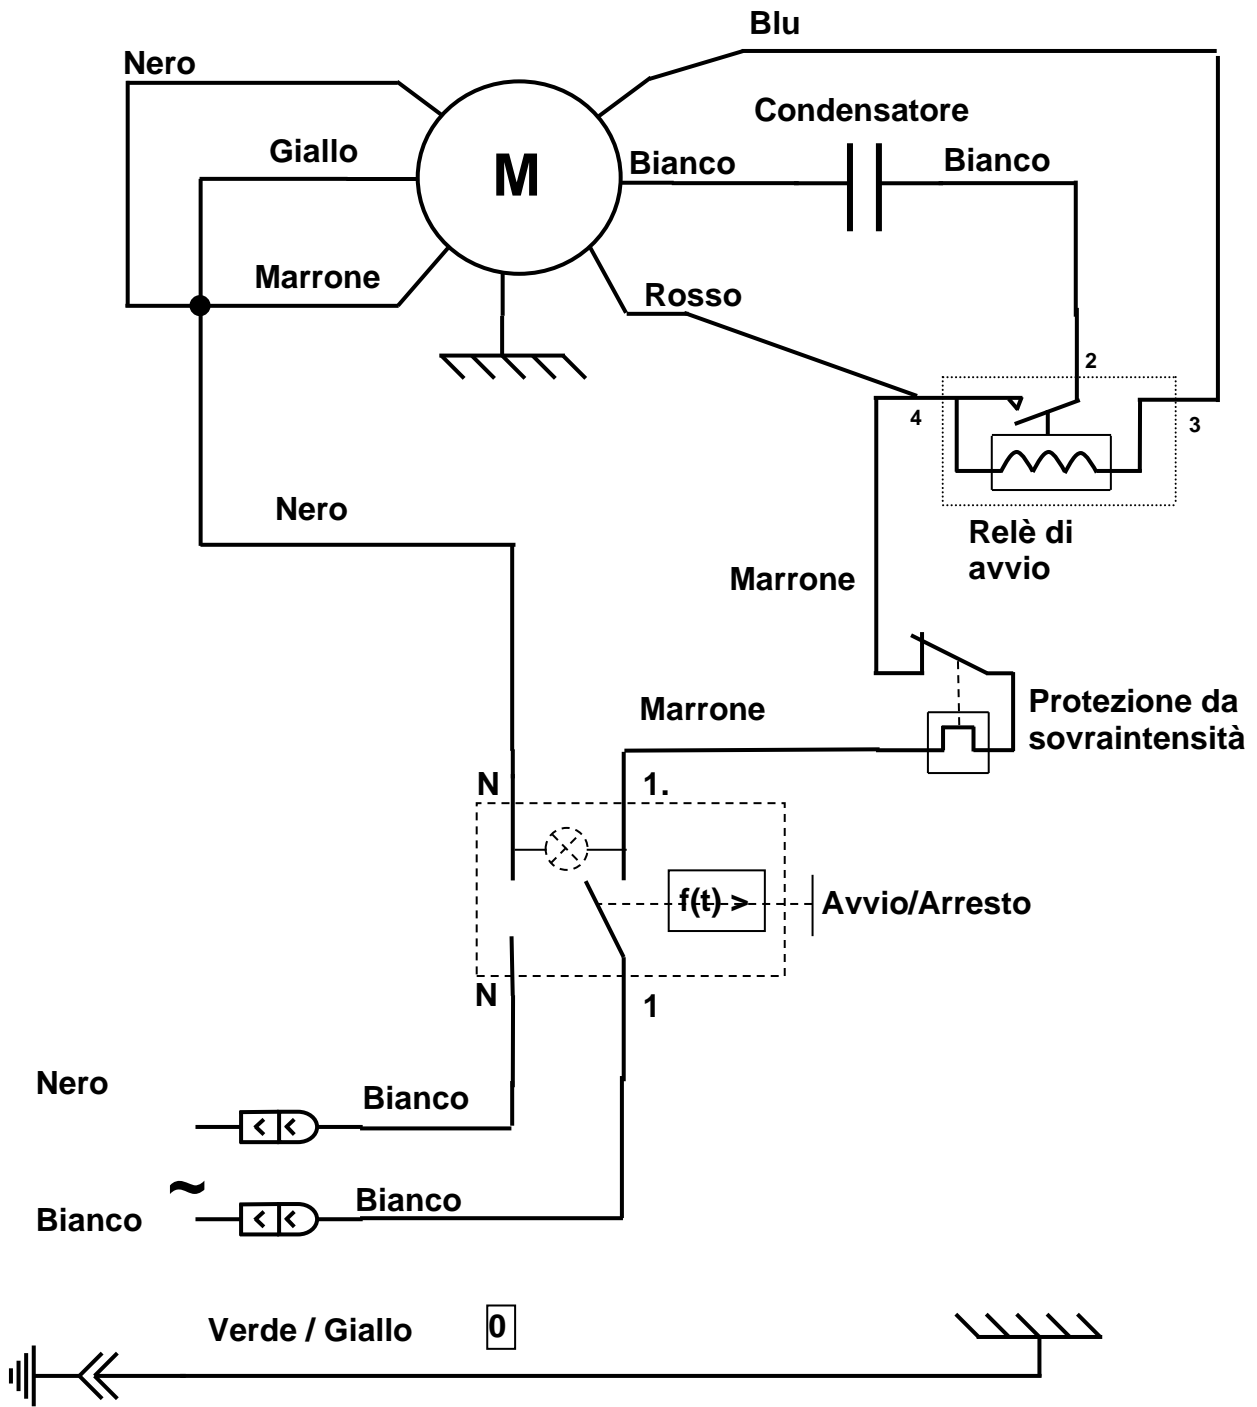 Blu
Nero
Condensatore
Giallo
M
Bianco
Bianco
Marrone
Rosso
2
4
3
Nero
Relè di
avvio
Marrone
Marrone
Protezione da
sovraintensità
N
1.
f(t) >
Avvio/Arresto
N
1
Nero
Bianco
~
Bianco
Bianco
Verde / Giallo
0